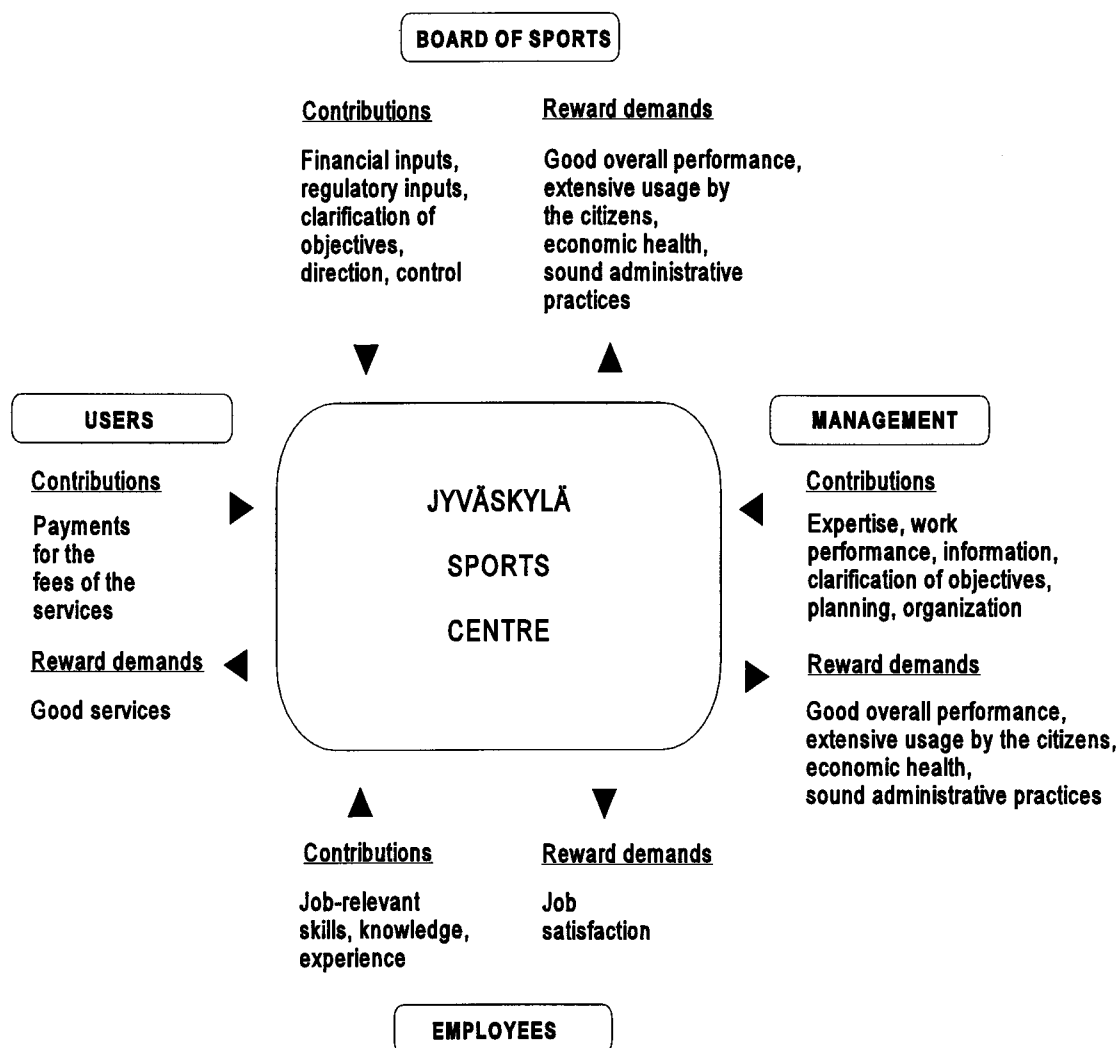 BOARD OF SPORTS
Contributions
Financial inputs,
regulatory inputs,
clarification of
objectives,
direction, control
Reward demands
Good overall performance,
extensive usage by
the citizens,
economic health,
sound administrative
practices
USERS
Contributions
Payments
for the
fees of the
services
Reward demands
Good services
JYVÄSKYLÄ
SPORTS
CENTRE
MANAGEMENT
Contributions
Expertise, work
performance, information,
clarification of objectives,
planning, organization
Reward demands
Good overall performance,
extensive usage by the citizens,
economic health,
sound administrative practices
Contributions
Job-relevant
skills, knowledge,
experience
Reward demands
Job
satisfaction
EMPLOYEES